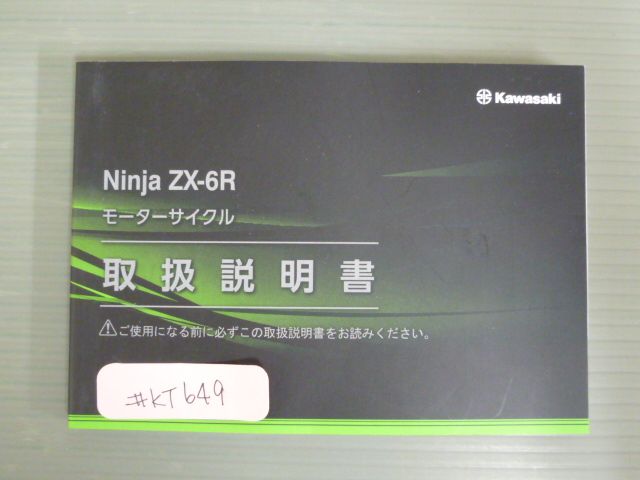 Kawasaki
Ninja ZX-6R
モーターサイクル
取扱説明書
⚠ご使用になる前に必ずこの取扱説明書をお読みください。
#KT649